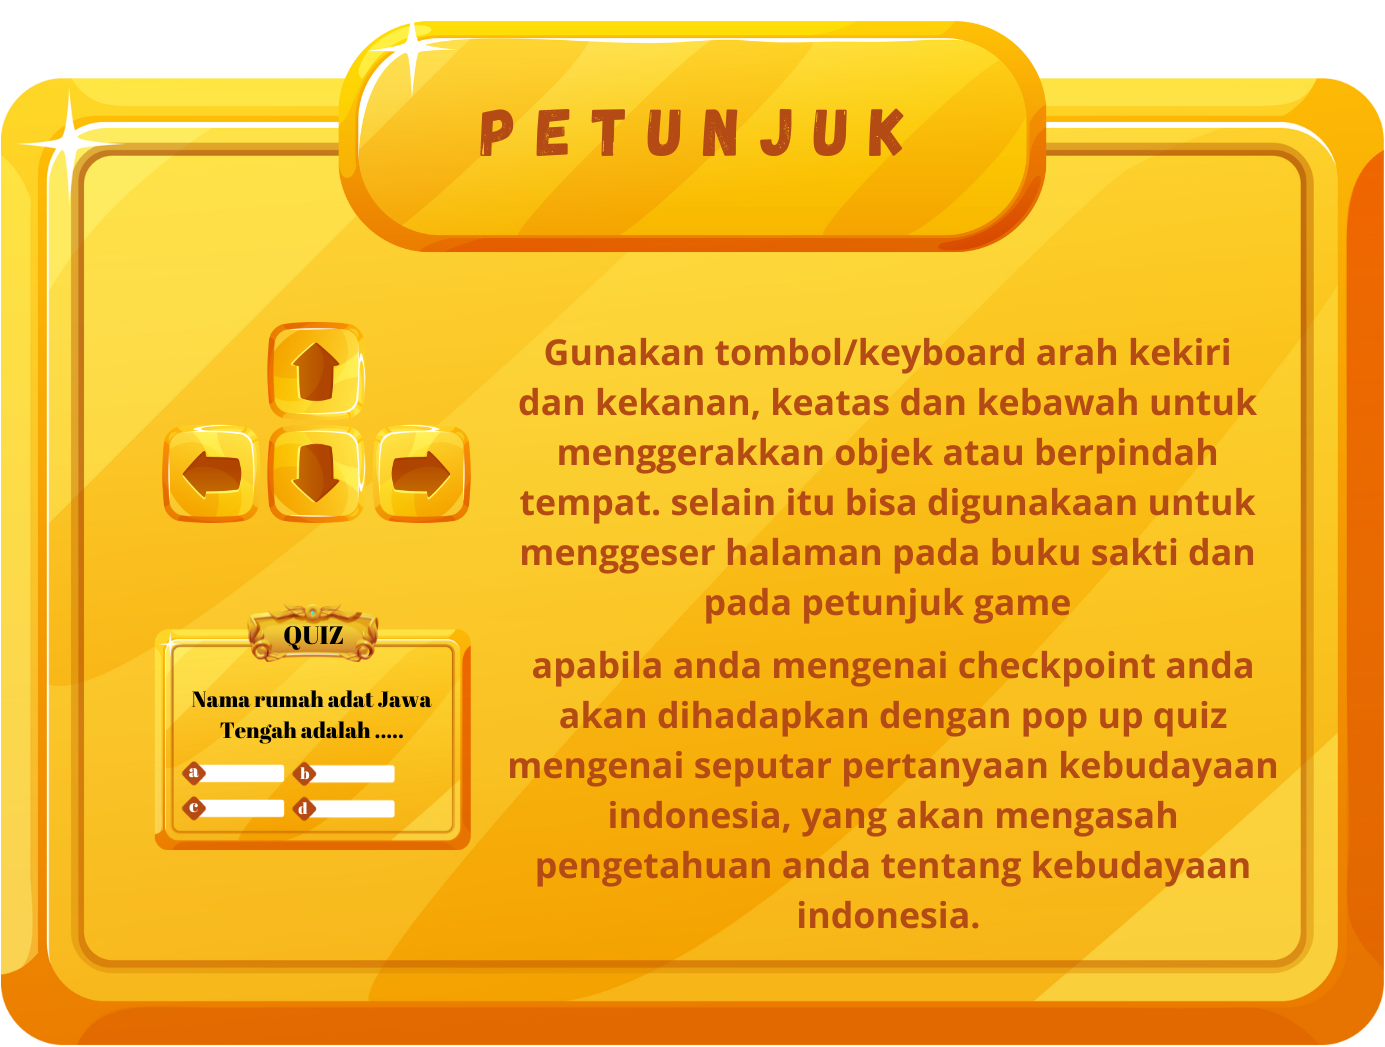 PETUNJUK
Gunakan tombol/keyboard arah kekiri
dan kekanan, keatas dan kebawah untuk
menggerakkan objek atau berpindah
tempat. selain itu bisa digunakaan untuk
menggeser halaman pada buku sakti dan
pada petunjuk game
QUIZ
Nama rumah adat Jawa
Tengah adalah .....
a
b
c
d
apabila anda mengenai checkpoint anda
akan dihadapkan dengan pop up quiz
mengenai seputar pertanyaan kebudayaan
indonesia, yang akan mengasah
pengetahuan anda tentang kebudayaan
indonesia.